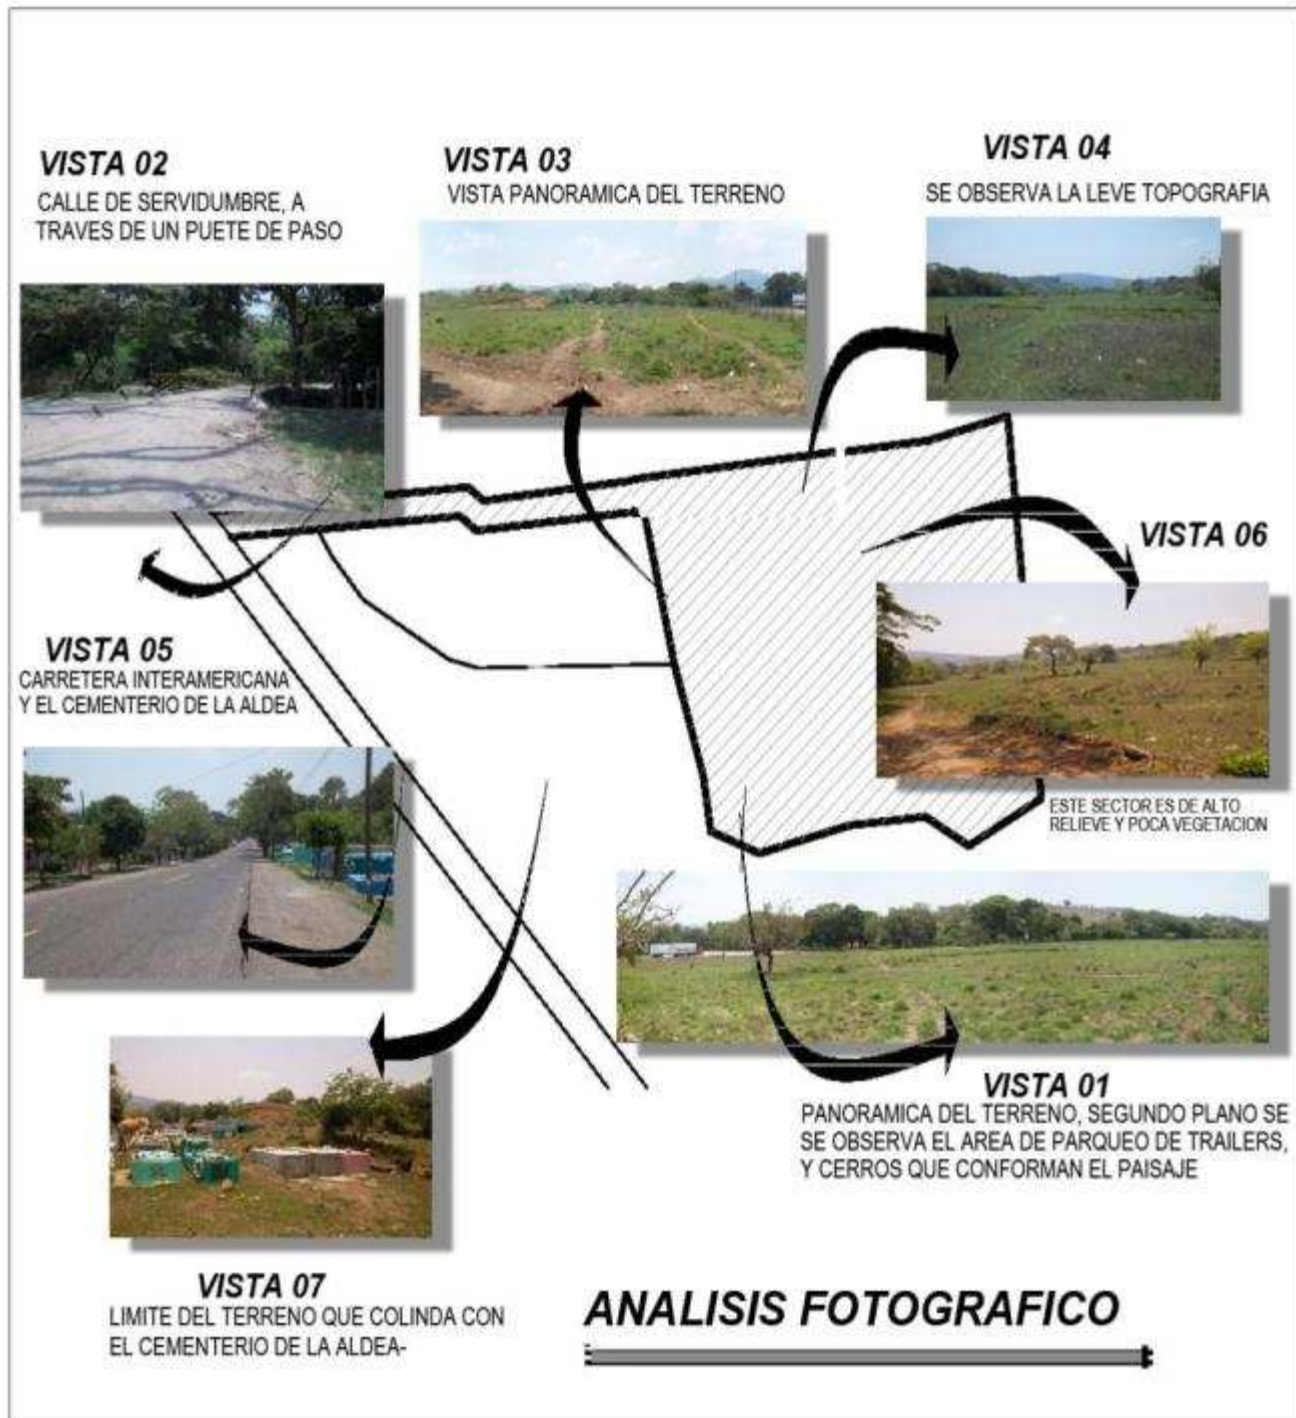 VISTA 02
CALLE DE SERVIDUMBRE, A
TRAVES DE UN PUETE DE PASO
VISTA 03
VISTA PANORAMICA DEL TERRENO
VISTA 04
SE OBSERVA LA LEVE TOPOGRAFIA
VISTA 06
ESTE SECTOR ES DE ALTO
RELIEVE Y POCA VEGETACION
VISTA 05
CARRETERA INTERAMERICANA
Y EL CEMENTERIO DE LA ALDEA
VISTA 01
PANORAMICA DEL TERRENO, SEGUNDO PLANO SE
SE OBSERVA EL AREA DE PARQUEO DE TRAILERS,
Y CERROS QUE CONFORMAN EL PAISAJE
VISTA 07
LIMITE DEL TERRENO QUE COLINDA CON
EL CEMENTERIO DE LA ALDEA-
ANALISIS FOTOGRAFICO